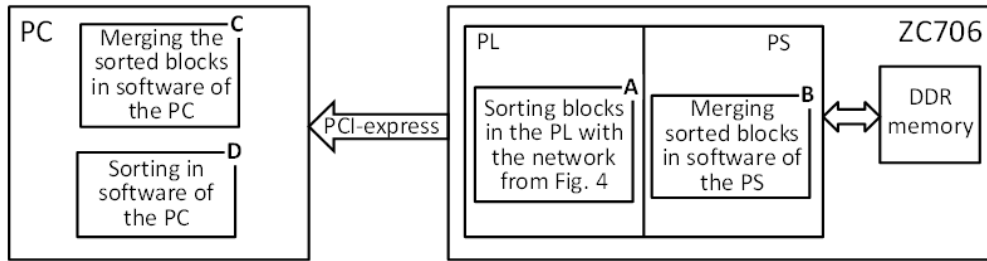 PC
C
Merging the
sorted blocks
in software of
the PC
D
Sorting in
software of
the PC
PCI-express
ZC706
PL
A
Sorting blocks
in the PL with
the network
from Fig. 4
PS
B
Merging
sorted blocks
in software of
the PS
DDR
memory